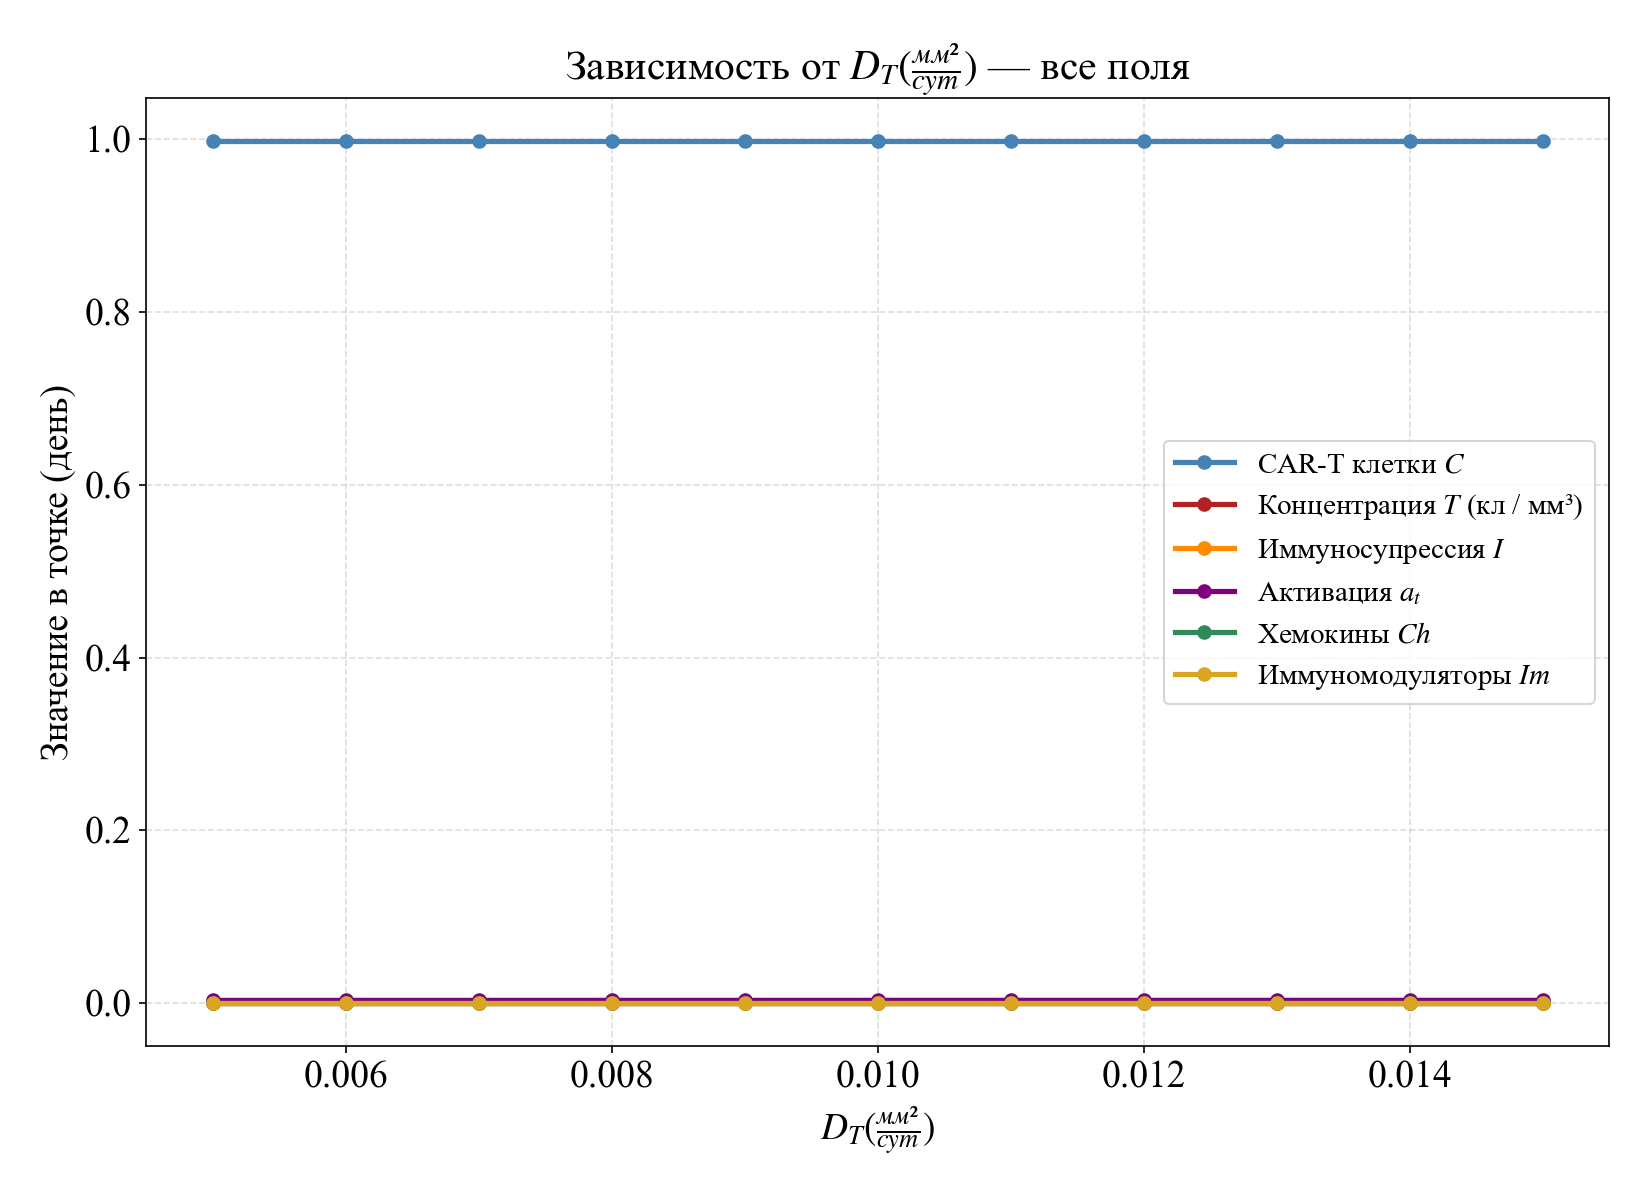 Зависимость от D_T(мм²/сут) — все поля
Значение в точке (день)
1.0
0.8
0.6
0.4
0.2
0.0
CAR-T клетки C
Концентрация T (кл / мм³)
Иммуносупрессия I
Активация a_t
Хемокины Ch
Иммуномодуляторы Im
0.006 0.008 0.010 0.012 0.014
D_T(мм²/сут)